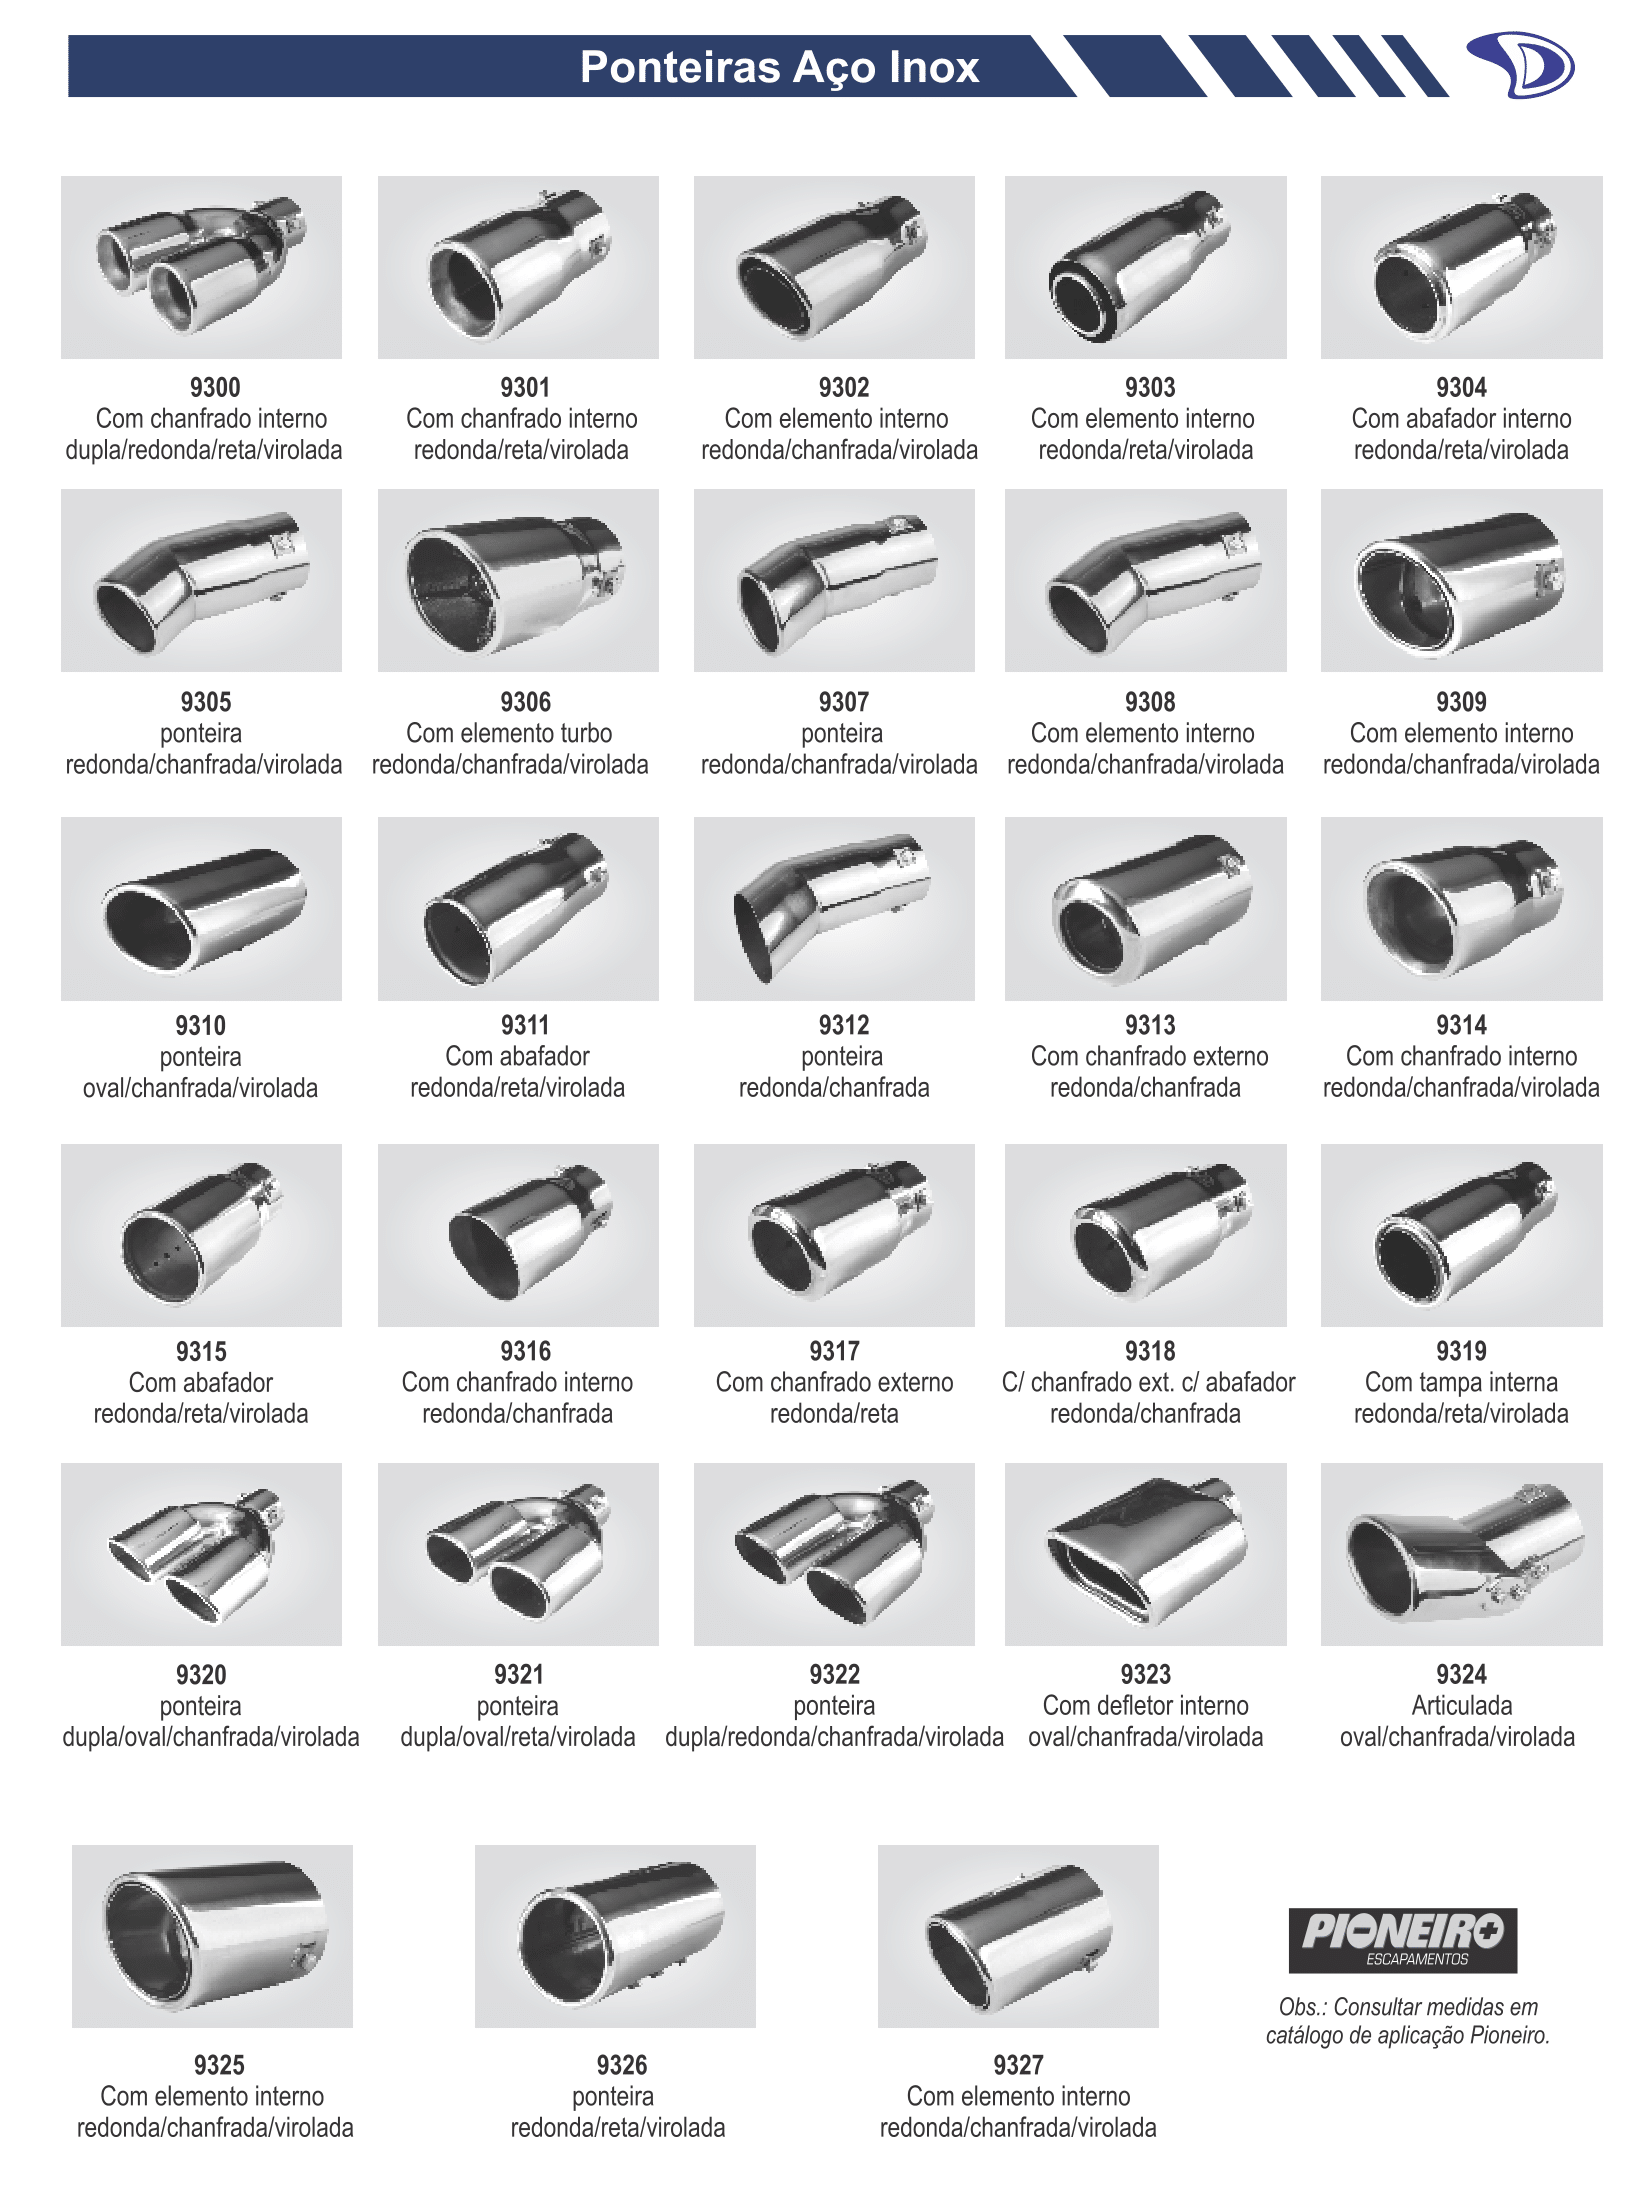 Ponteiras Aço Inox
9300
Com chanfrado interno
dupla/redonda/reta/virolada
9301
Com chanfrado interno
redonda/reta/virolada
9302
Com elemento interno
redonda/chanfrada/virolada
9303
Com elemento interno
redonda/reta/virolada
9304
Com abafador interno
redonda/reta/virolada
9305
ponteira
redonda/chanfrada/virolada
9306
Com elemento turbo
redonda/chanfrada/virolada
9307
ponteira
redonda/chanfrada/virolada
9308
Com elemento interno
redonda/chanfrada/virolada
9309
Com elemento interno
redonda/chanfrada/virolada
9310
ponteira
oval/chanfrada/virolada
9311
Com abafador
redonda/reta/virolada
9312
ponteira
redonda/chanfrada
9313
Com chanfrado externo
redonda/chanfrada
9314
Com chanfrado interno
redonda/chanfrada/virolada
9315
Com abafador
redonda/reta/virolada
9316
Com chanfrado interno
redonda/chanfrada
9317
Com chanfrado externo
redonda/reta
9318
C/ chanfrado ext. c/ abafador
redonda/chanfrada
9319
Com tampa interna
redonda/reta/virolada
9320
ponteira
dupla/oval/chanfrada/virolada
9321
ponteira
dupla/oval/reta/virolada
9322
ponteira
dupla/redonda/chanfrada/virolada
9323
Com defletor interno
oval/chanfrada/virolada
9324
Articulada
oval/chanfrada/virolada
9325
Com elemento interno
redonda/chanfrada/virolada
9326
ponteira
redonda/reta/virolada
9327
Com elemento interno
redonda/chanfrada/virolada
PIONEIRO
ESCAPAMENTOS
Obs.: Consultar medidas em
catálogo de aplicação Pioneiro.